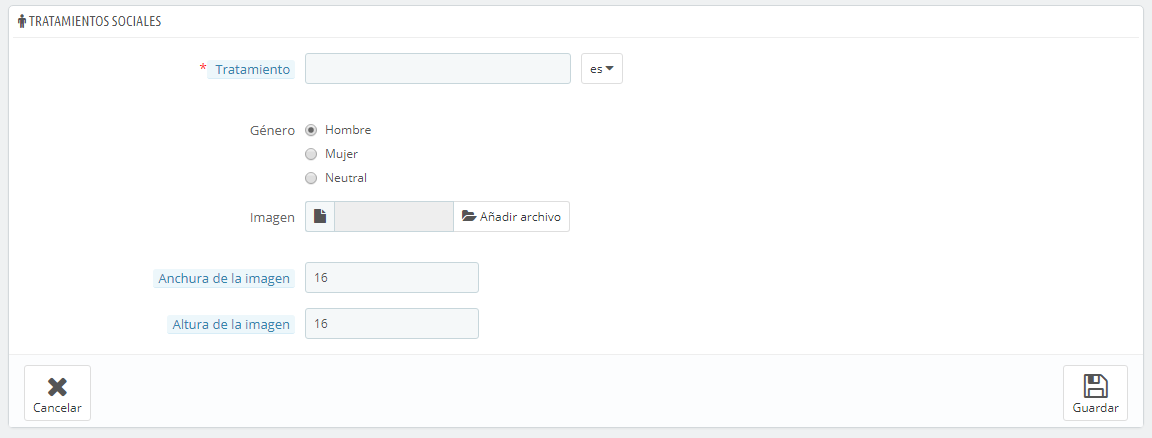 TRATAMIENTOS SOCIALES
* Tratamiento es
Género Hombre
Mujer
Neutral
Imagen Añadir archivo
Anchura de la imagen 16
Altura de la imagen 16
Cancelar Guardar